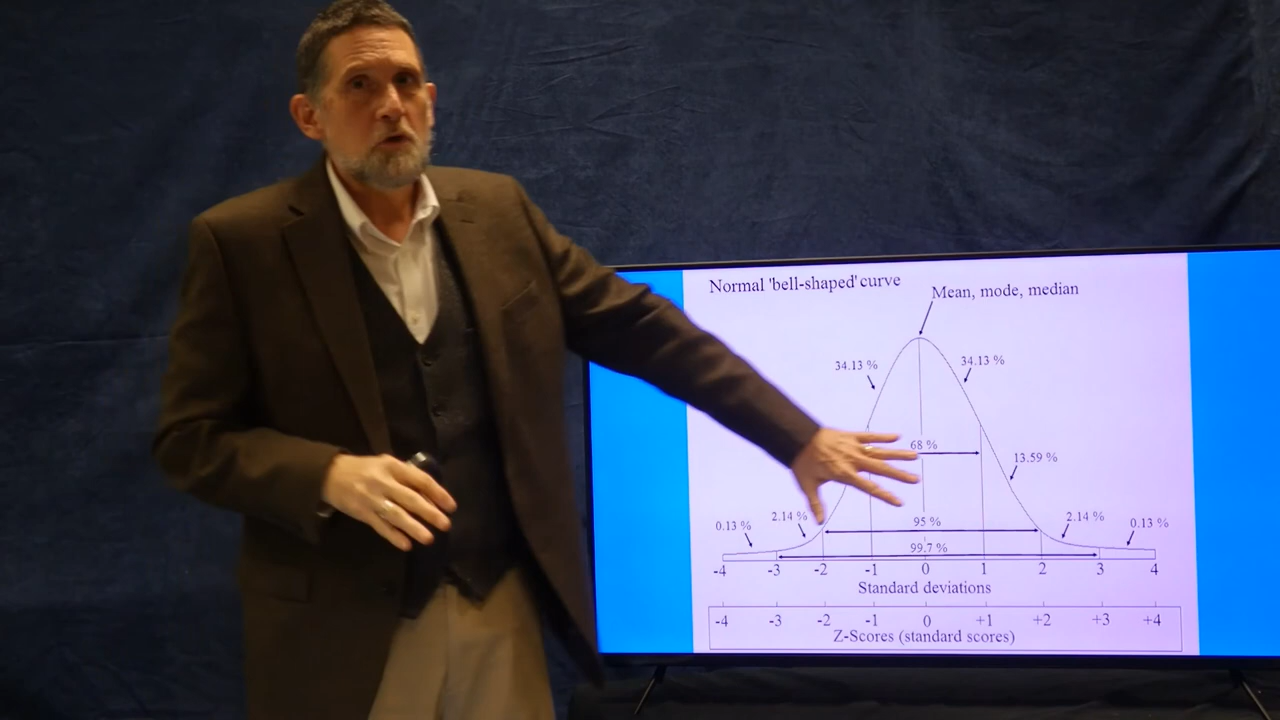 Normal 'bell-shaped' curve
Mean, mode, median
34.13 %
34.13 %
68 %
13.59 %
0.13 %
2.14 %
95 %
2.14 %
0.13 %
99.7 %
-4 -3 -2 -1 0 1 2 3 4
Standard deviations
-4 -3 -2 -1 0 +1 +2 +3 +4
Z-Scores (standard scores)